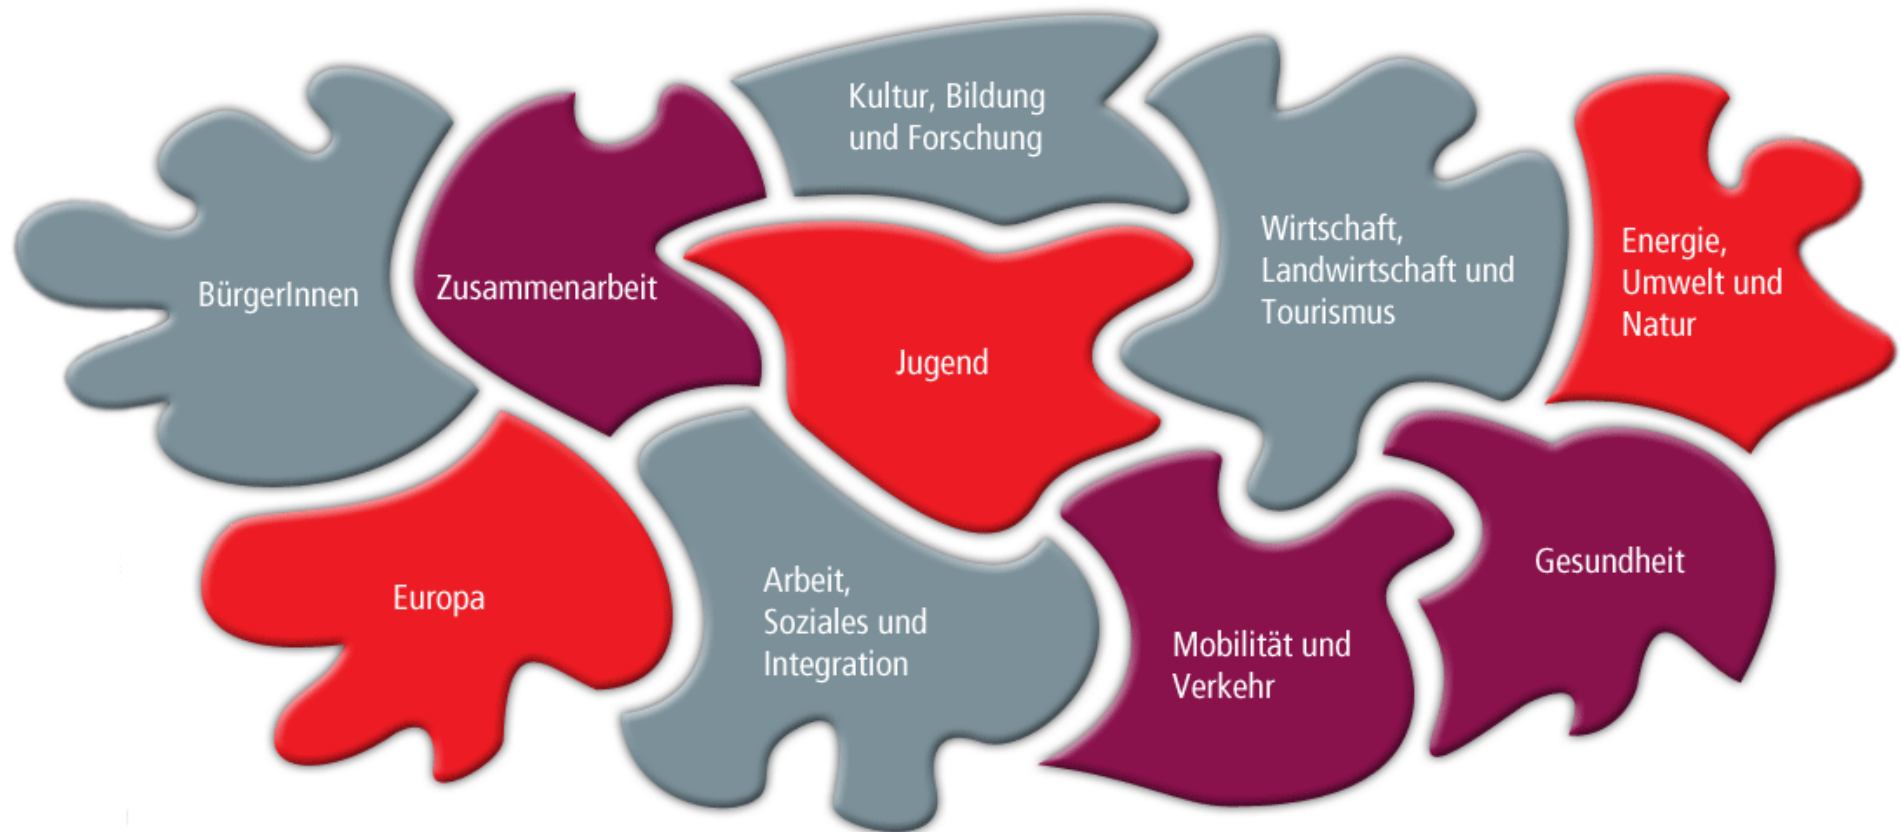 Kultur, Bildung
und Forschung
BürgerInnen
Zusammenarbeit
Jugend
Wirtschaft,
Landwirtschaft und
Tourismus
Energie,
Umwelt und
Natur
Europa
Arbeit,
Soziales und
Integration
Mobilität und
Verkehr
Gesundheit